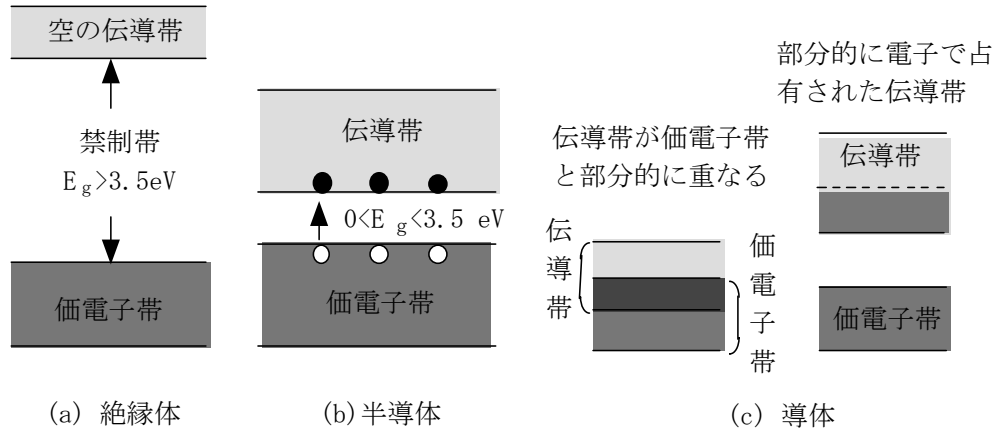 空の伝導帯
禁制帯
Eg>3.5eV
価電子帯
(a) 絶縁体
伝導帯
0<E g<3.5 eV
価電子帯
(b)半導体
伝導帯が価電子帯
と部分的に重なる
伝導帯
価電子帯
部分的に電子で占
有された伝導帯
伝導帯
価電子帯
(c) 導体